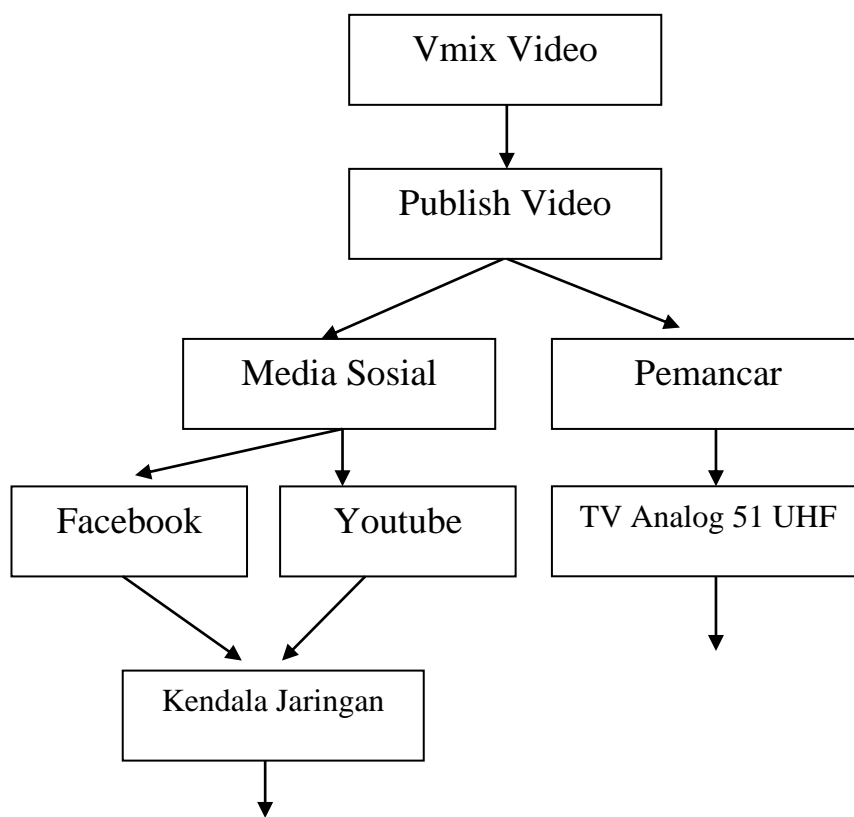 Vmix Video
Publish Video
Media Sosial
Pemancar
Facebook
Youtube
TV Analog 51 UHF
Kendala Jaringan